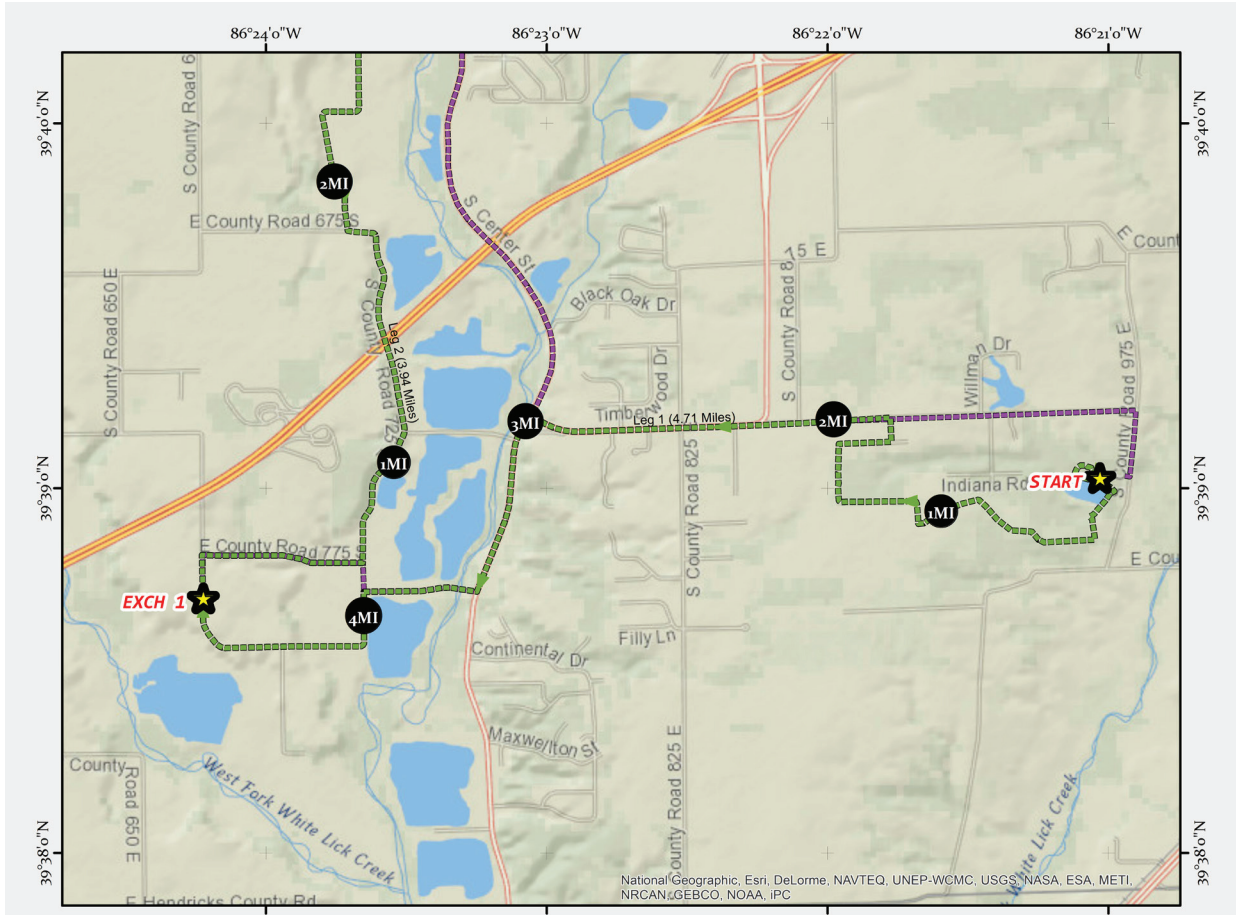 86°24'0"W
86°23'0"W
86°22'0"W
86°21'0"W
39°40'0"N
39°40'0"N
S County Road 6
2MI
E County Road 675 S
S Center St
E Count
S County Road 875 E
S County Road 650 E
Black Oak Dr
S County Road 725
Leg 2 (3.94 Miles)
Willman Dr
S County Road 975 E
Timberwood Dr
Leg 1 (4.71 Miles)
3MI
2MI
1MI
S County Road 825
39°39'0"N
39°39'0"N
Indiana Rd
START
1MI
E County Road 775 S
E Cou
EXCH 1
4MI
Filly Ln
Continental Dr
Maxwellton St
S County Road 825 E
County
Road 650 E
West Fork White Lick Creek
White Lick Creek
39°38'0"N
39°38'0"N
E Hendricks County Rd
National Geographic, Esri, DeLorme, NAVTEQ, UNEP-WCMC, USGS, NASA, ESA, METI,
NRCAN, GEBCO, NOAA, iPC